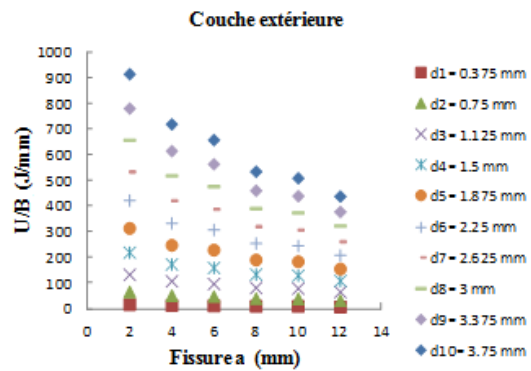 Couche extérieure
U/B (J/mm)
1000
900
800
700
600
500
400
300
200
100
0
0 2 4 6 8 10 12 14
Fissure a (mm)
d1 = 0.375 mm
d2 = 0.75 mm
d3 = 1.125 mm
d4 = 1.5 mm
d5 = 1.875 mm
d6 = 2.25 mm
d7 = 2.625 mm
d8 = 3 mm
d9 = 3.375 mm
d10 = 3.75 mm